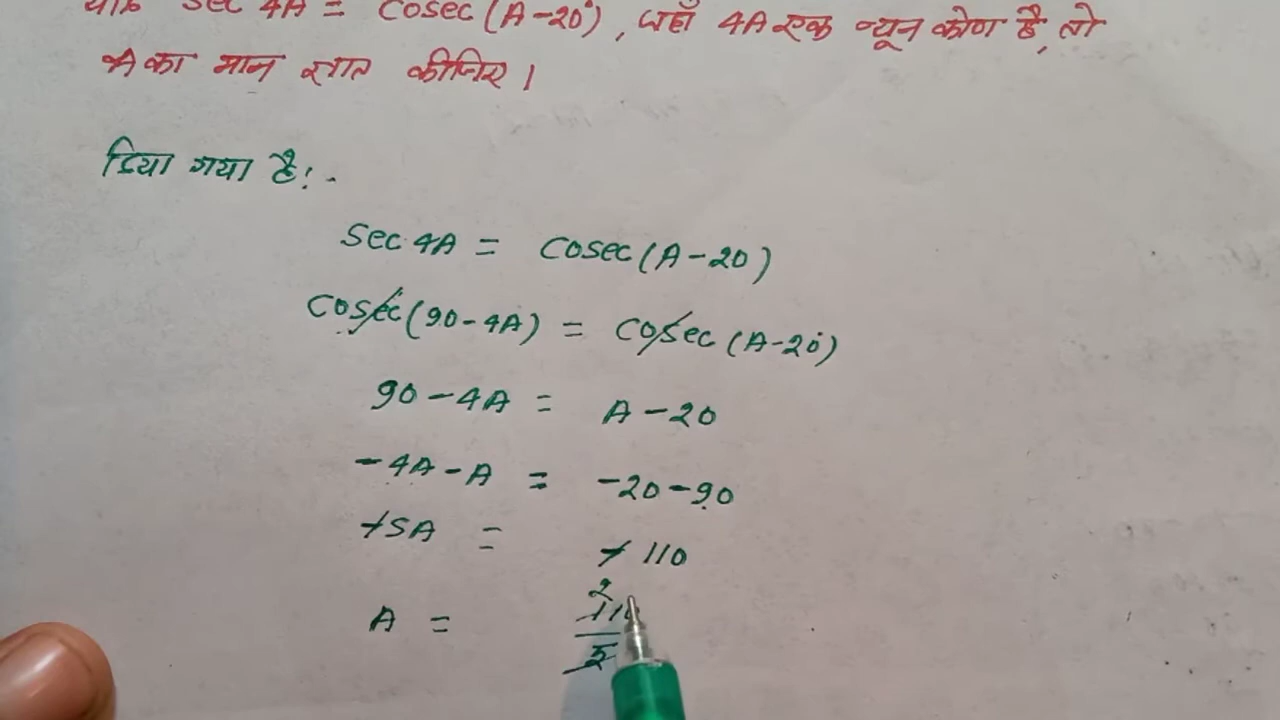 यदि sec 4A = cosec(A-20°), जहाँ 4A एक न्यून कोण है, तो
A का मान ज्ञात कीजिए।
दिया गया है:-
sec 4A = cosec(A-20)
cosec(90-4A) = cosec(A-20)
90-4A = A-20
-4A-A = -20-90
-5A = -110
2
A = 110
5